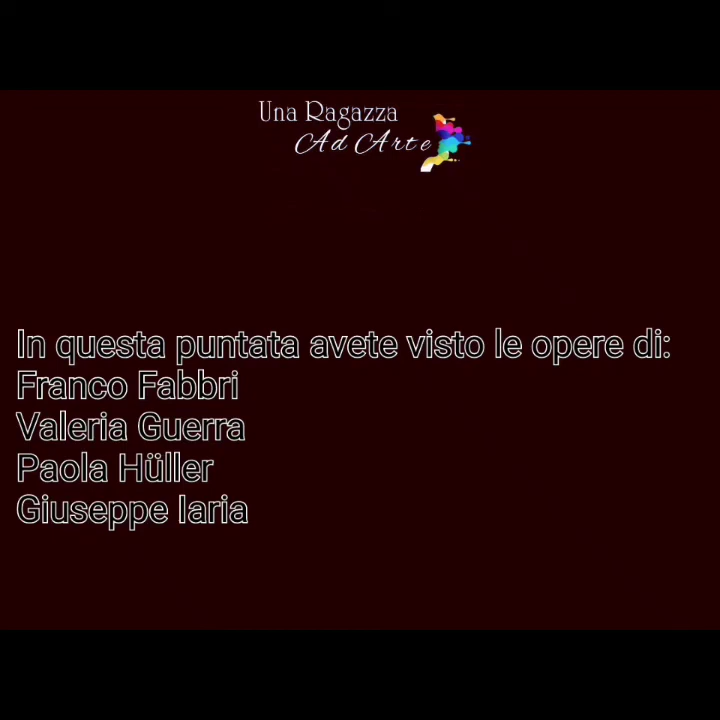 Una Ragazza
Ad Arte
In questa puntata avete visto le opere di:
Franco Fabbri
Valeria Guerra
Paola Hüller
Giuseppe Iaria